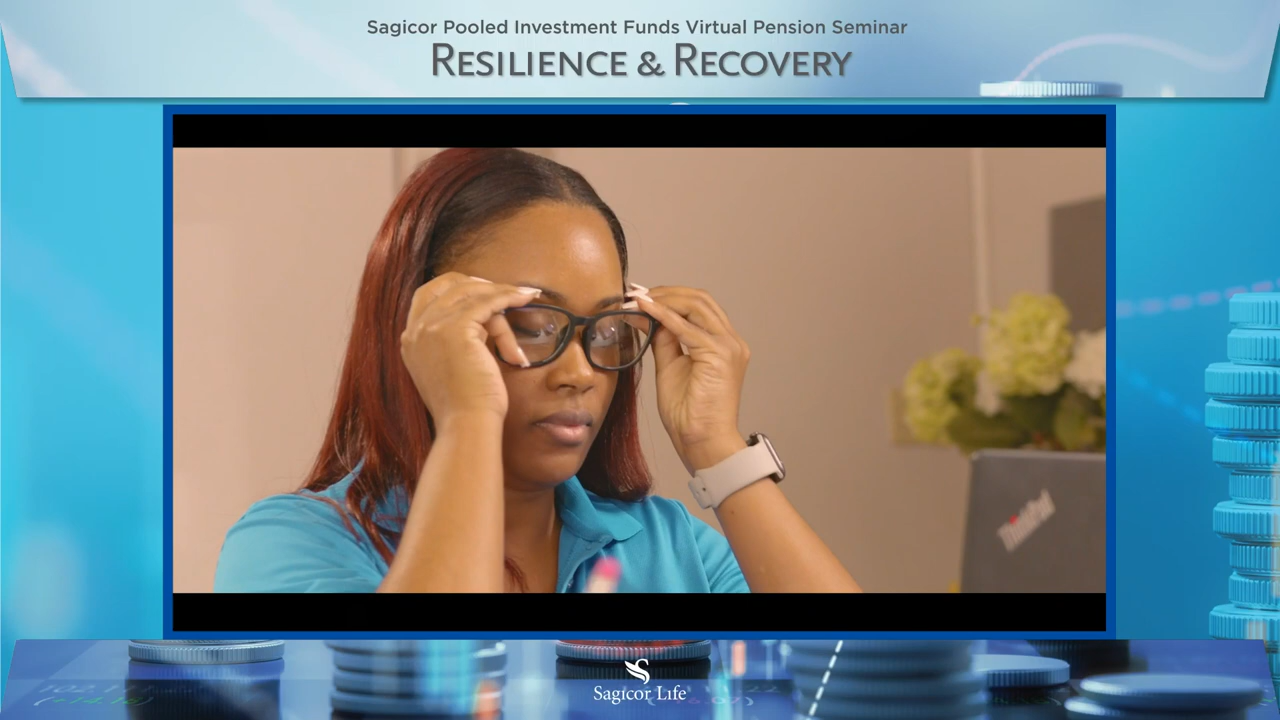 Sagicor Pooled Investment Funds Virtual Pension Seminar
RESILIENCE & RECOVERY
ThinkPad
Sagicor Life